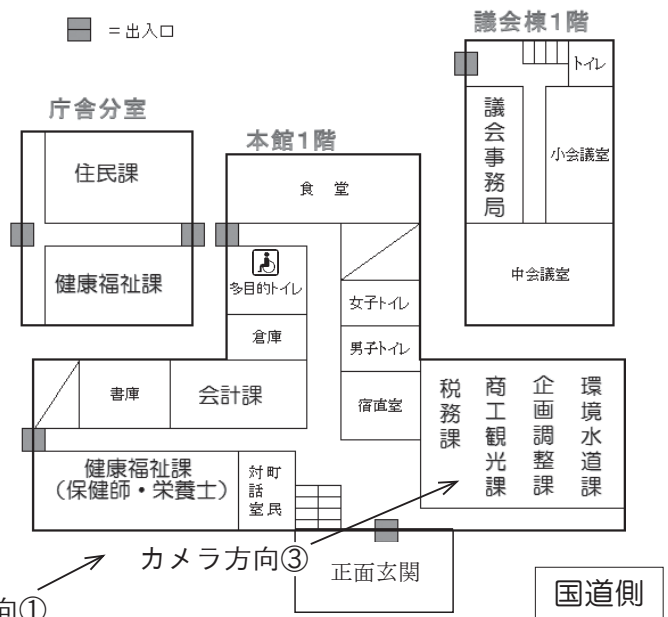 ＝出入口
議会棟1階
トイレ
議会事務局
小会議室
中会議室
庁舎分室
住民課
健康福祉課
本館1階
食 堂
多目的トイレ
女子トイレ
倉庫
男子トイレ
書庫
会計課
宿直室
税務課
商工観光課
企画調整課
環境水道課
健康福祉課
（保健師・栄養士）
町民
対話室
カメラ方向③
正面玄関
国道側
向①